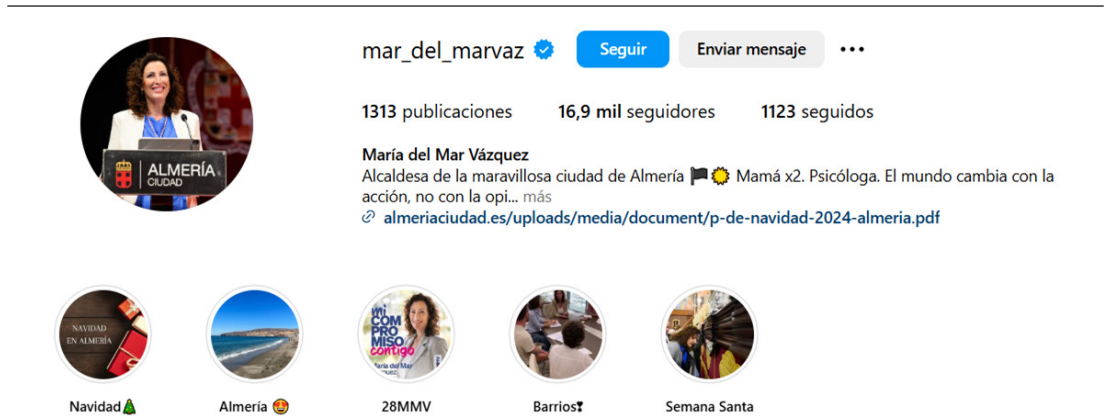 mar_del_marvaz Seguir Enviar mensaje
1313 publicaciones 16,9 mil seguidores 1123 seguidos
María del Mar Vázquez
Alcaldesa de la maravillosa ciudad de Almería 🏴☀️ Mamá x2. Psicóloga. El mundo cambia con la
acción, no con la opi... más
almeriaciudad.es/uploads/media/document/p-de-navidad-2024-almeria.pdf
ALMERÍA
CIUDAD
NAVIDAD
EN ALMERÍA
mi
COM
PRO
MISO
contigo
María del Mar
Navidad🎄 Almería 😍 28MMV Barrios❣ Semana Santa